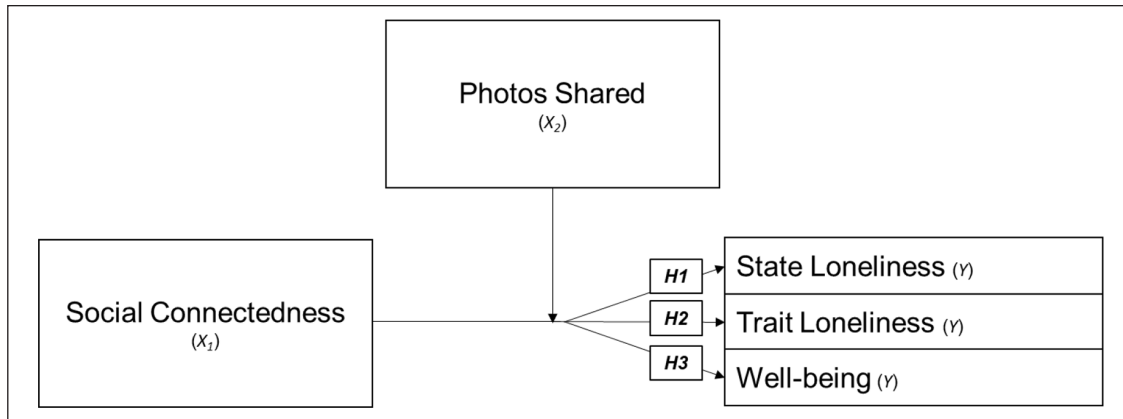 Photos Shared
(X₂)
Social Connectedness
(X₁)
H1
H2
H3
State Loneliness (Y)
Trait Loneliness (Y)
Well-being (Y)